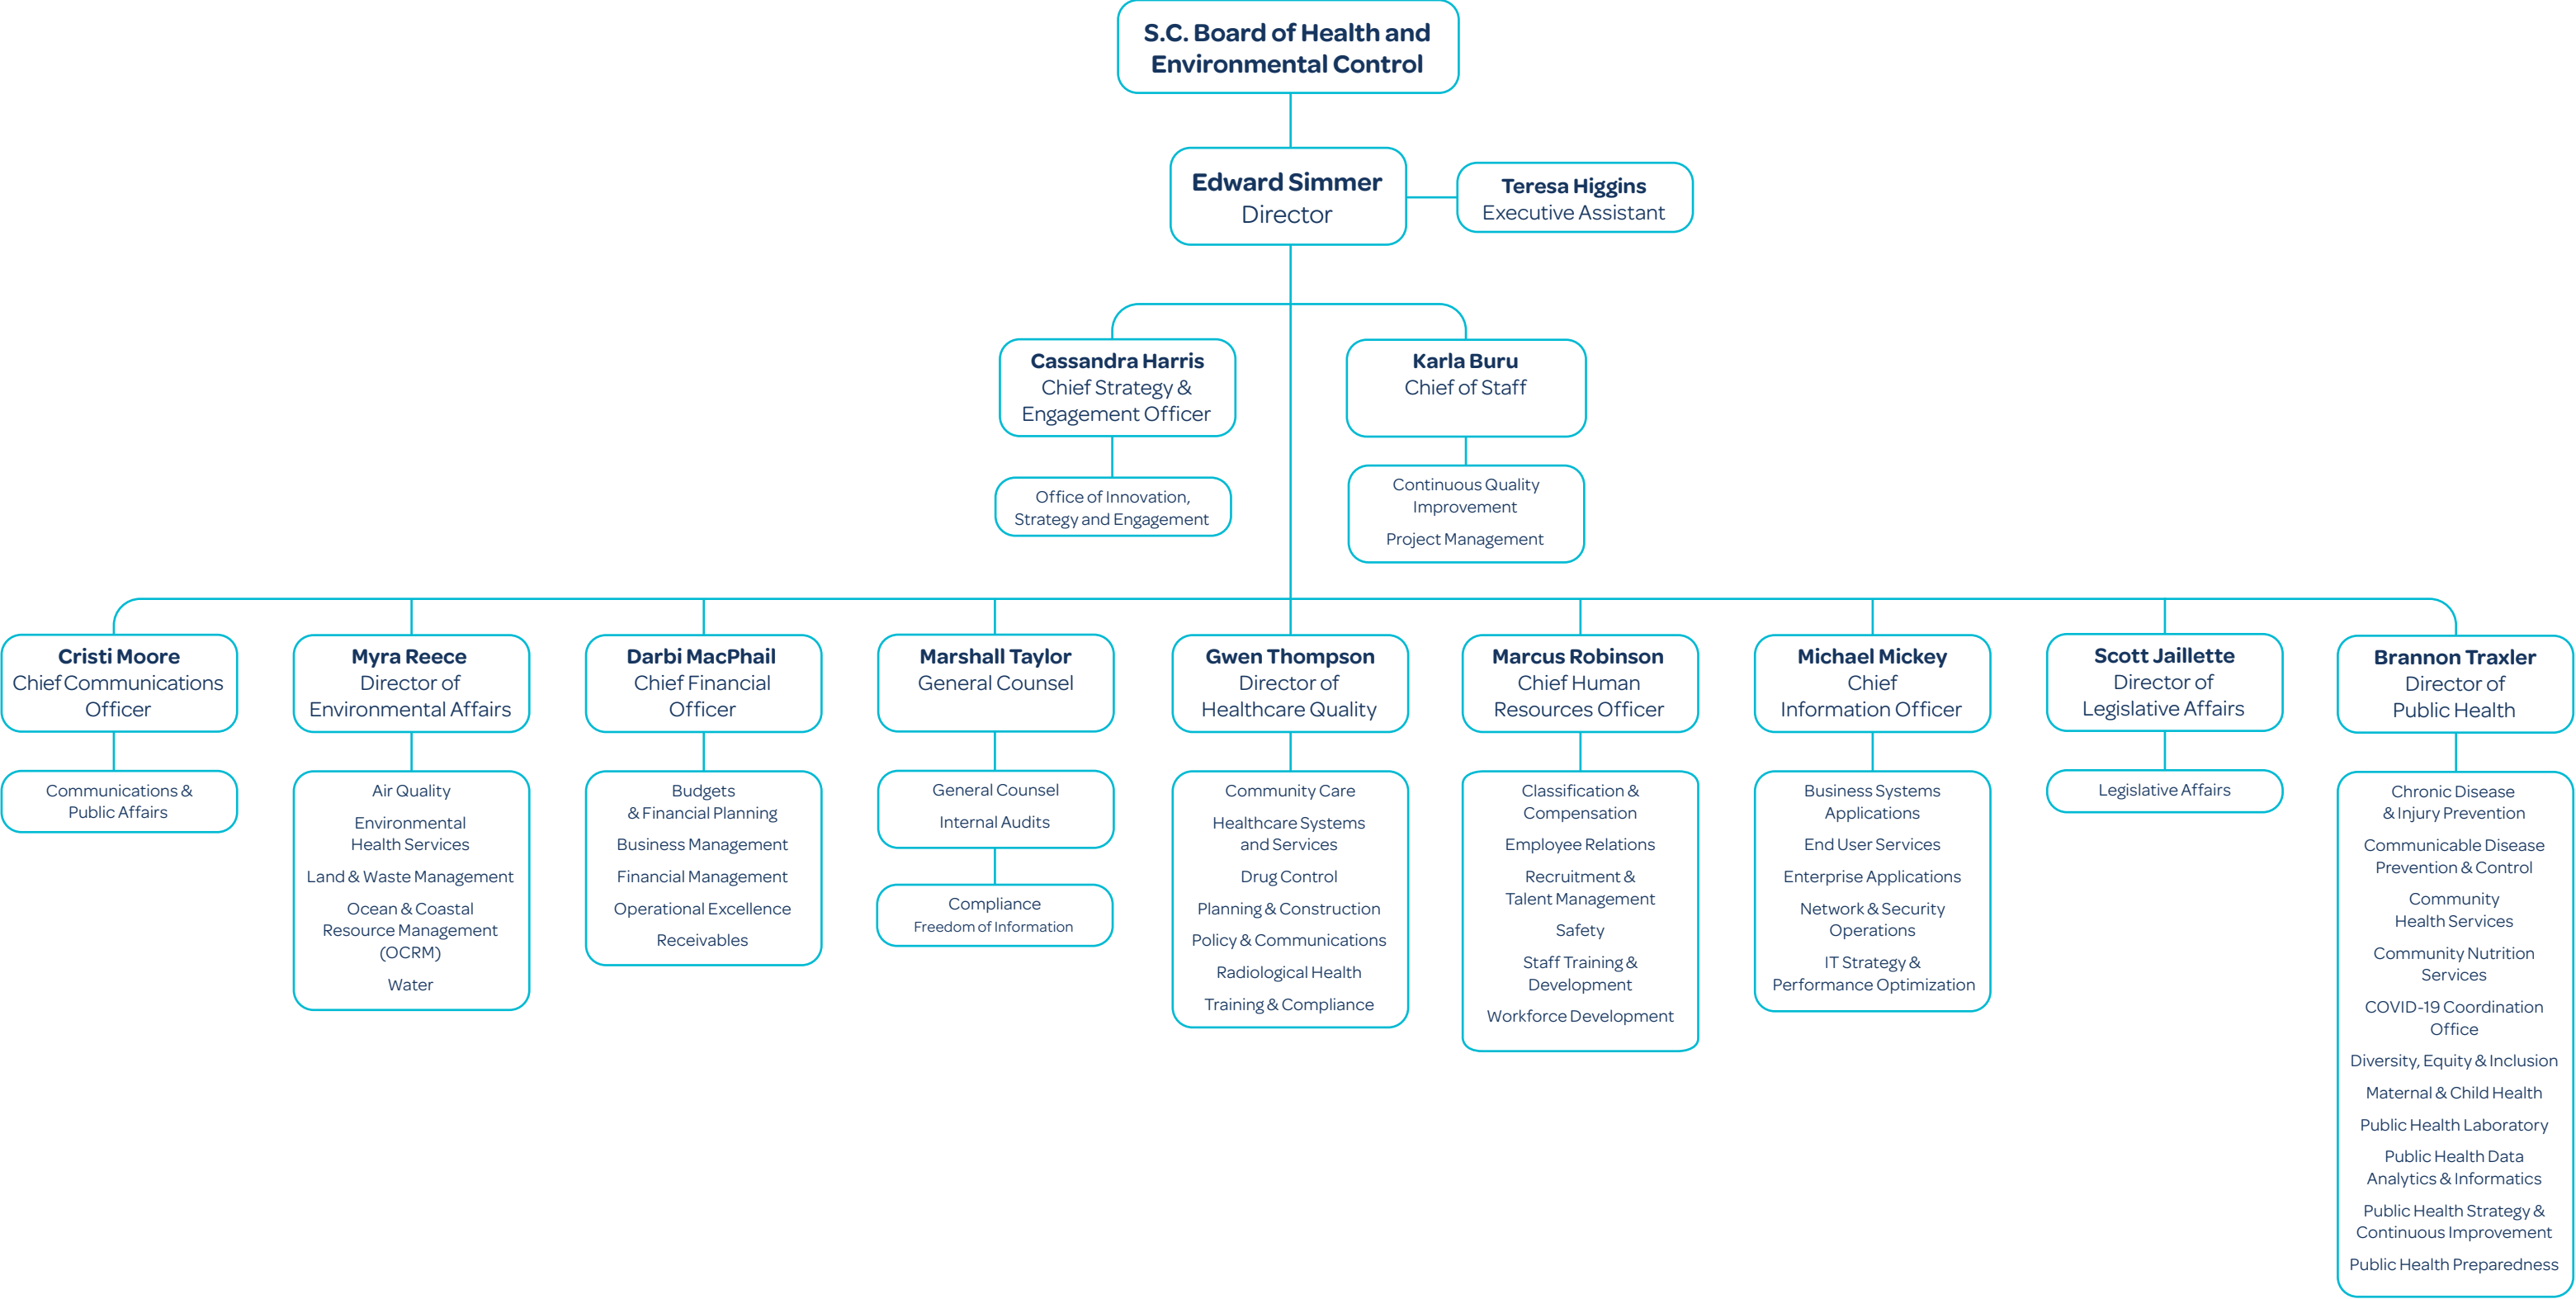 S.C. Board of Health and
Environmental Control
Edward Simmer
Director
Teresa Higgins
Executive Assistant
Cassandra Harris
Chief Strategy &
Engagement Officer
Office of Innovation,
Strategy and Engagement
Karla Buru
Chief of Staff
Continuous Quality
Improvement
Project Management
Cristi Moore
Chief Communications
Officer
Communications &
Public Affairs
Myra Reece
Director of
Environmental Affairs
Air Quality
Environmental
Health Services
Land & Waste Management
Ocean & Coastal
Resource Management
(OCRM)
Water
Darbi MacPhail
Chief Financial
Officer
Budgets
& Financial Planning
Business Management
Financial Management
Operational Excellence
Receivables
Marshall Taylor
General Counsel
General Counsel
Internal Audits
Compliance
Freedom of Information
Gwen Thompson
Director of
Healthcare Quality
Community Care
Healthcare Systems
and Services
Drug Control
Planning & Construction
Policy & Communications
Radiological Health
Training & Compliance
Marcus Robinson
Chief Human
Resources Officer
Classification &
Compensation
Employee Relations
Recruitment &
Talent Management
Safety
Staff Training &
Development
Workforce Development
Michael Mickey
Chief
Information Officer
Business Systems
Applications
End User Services
Enterprise Applications
Network & Security
Operations
IT Strategy &
Performance Optimization
Scott Jaillette
Director of
Legislative Affairs
Legislative Affairs
Brannon Traxler
Director of
Public Health
Chronic Disease
& Injury Prevention
Communicable Disease
Prevention & Control
Community
Health Services
Community Nutrition
Services
COVID-19 Coordination
Office
Diversity, Equity & Inclusion
Maternal & Child Health
Public Health Laboratory
Public Health Data
Analytics & Informatics
Public Health Strategy &
Continuous Improvement
Public Health Preparedness